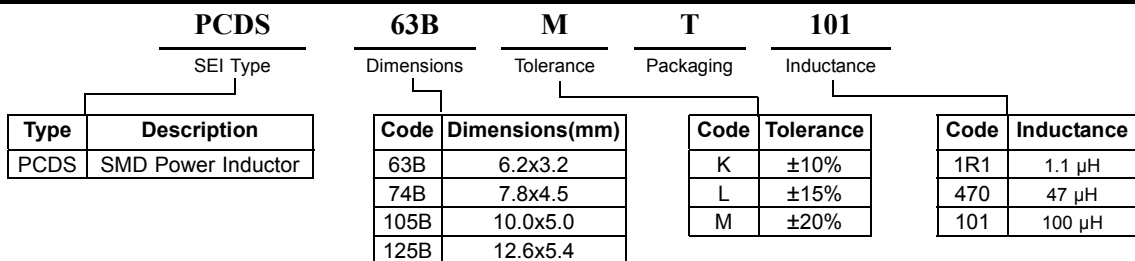 PCDS 63B M T 101
SEI Type Dimensions Tolerance Packaging Inductance
Type Description Code Dimensions(mm) Code Tolerance Code Inductance
PCDS SMD Power Inductor 63B 6.2x3.2 K ±10% 1R1 1.1 µH
74B 7.8x4.5 L ±15% 470 47 µH
105B 10.0x5.0 M ±20% 101 100 µH
125B 12.6x5.4